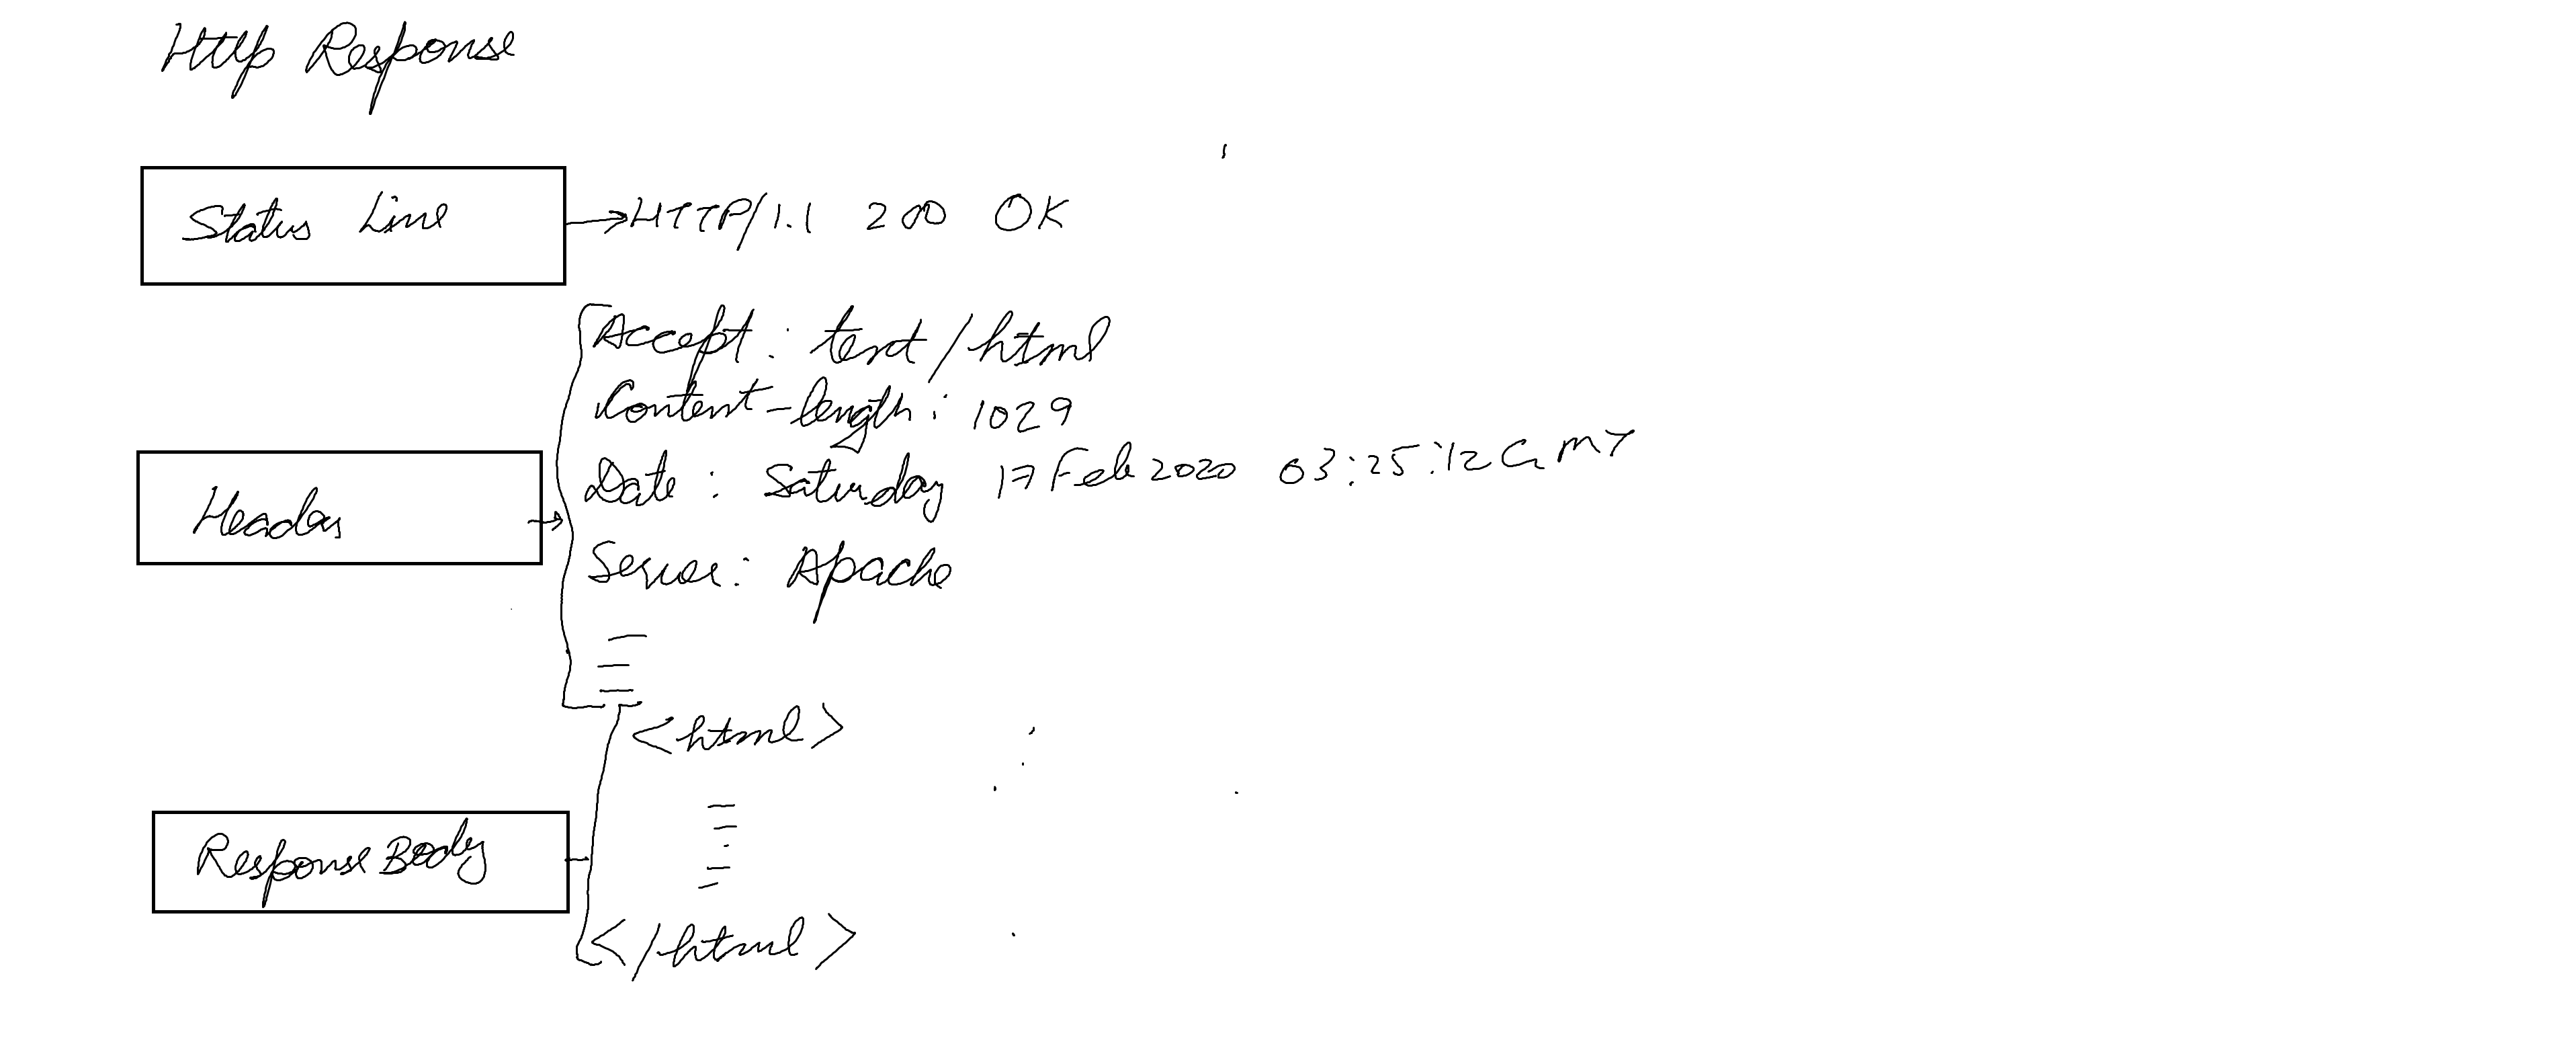 Http Response
Status Line
HTTP/1.1 200 OK
Accept: text/html
Content-length: 1029
Date: Saturday 17 Feb 2020 03:25:12 GMT
Headers
Server: Apache
<html>
Response Body
</html>